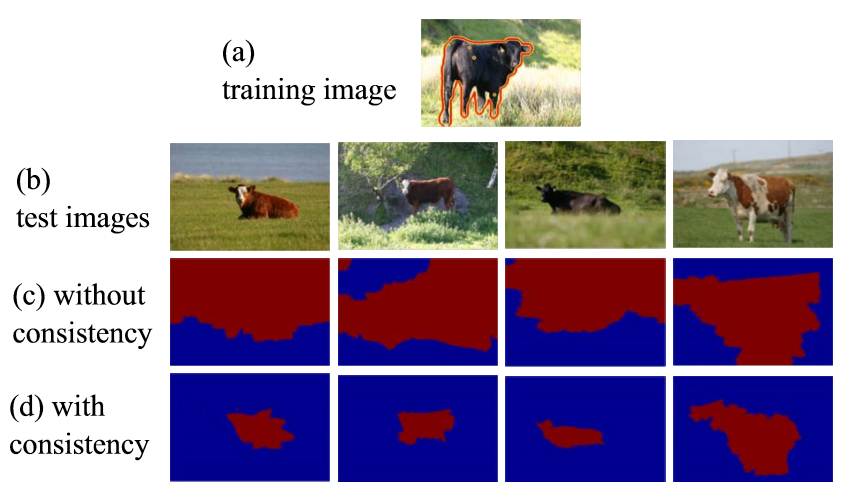 (a)
training image
(b)
test images
(c) without
consistency
(d) with
consistency